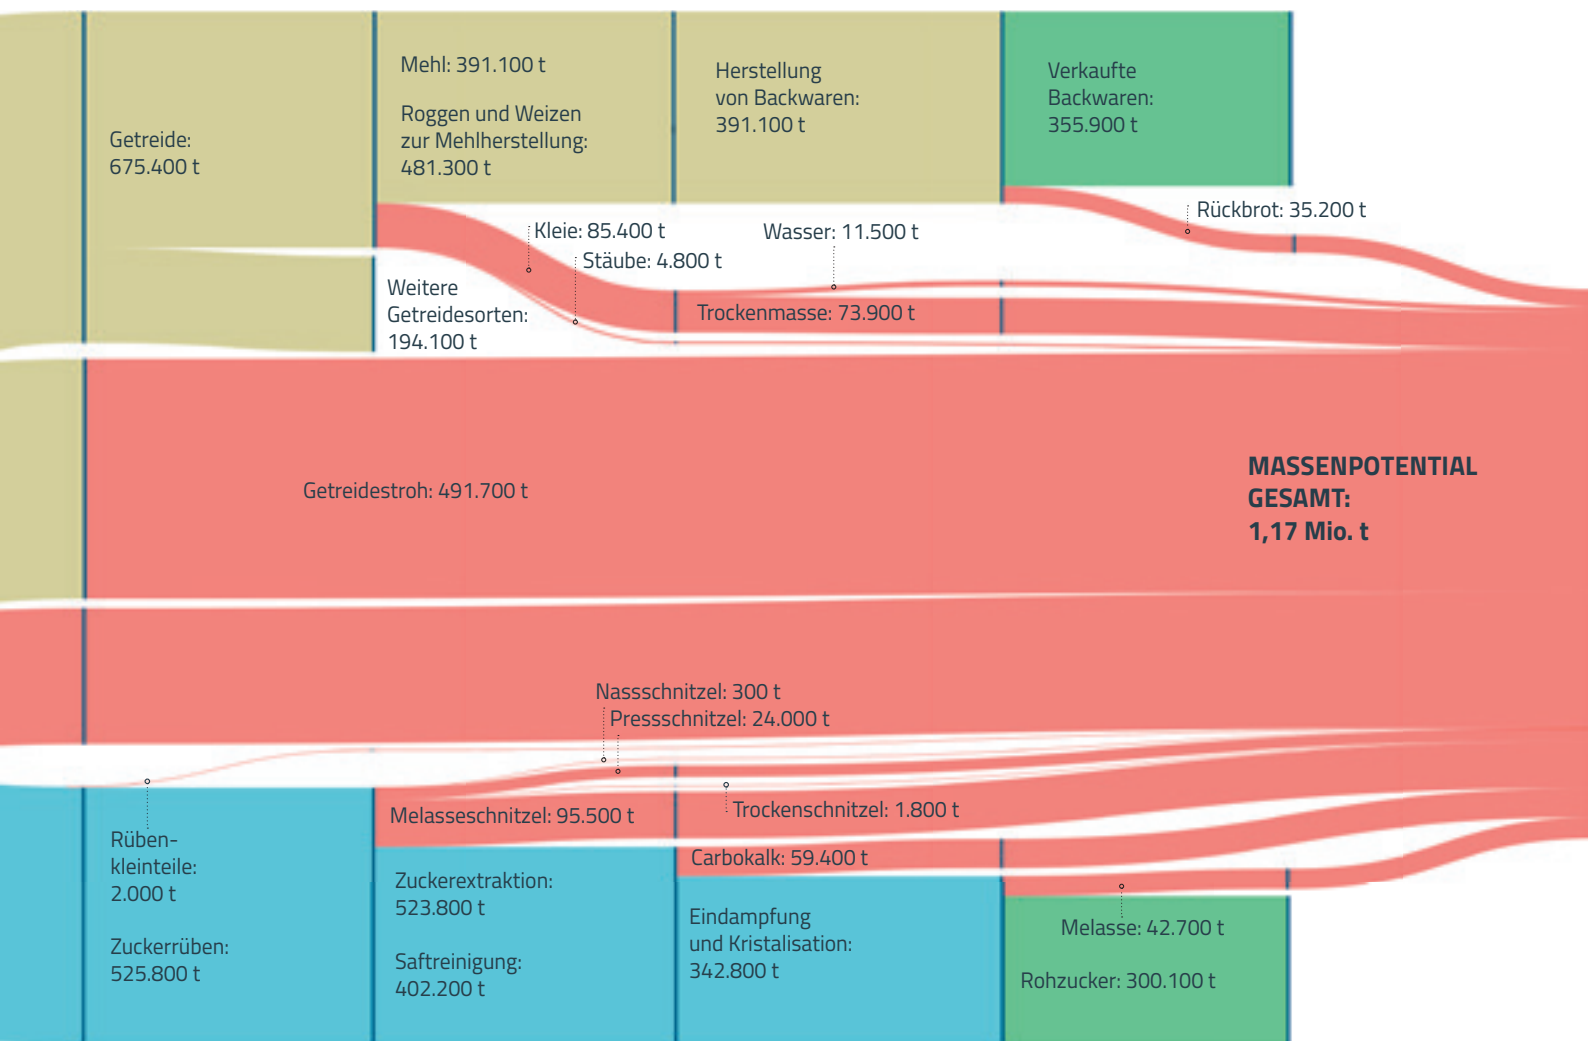 Getreide:
675.400 t
Mehl: 391.100 t
Roggen und Weizen
zur Mehlherstellung:
481.300 t
Herstellung
von Backwaren:
391.100 t
Verkaufte
Backwaren:
355.900 t
Rückbrot: 35.200 t
Kleie: 85.400 t
Stäube: 4.800 t
Wasser: 11.500 t
Weitere
Getreidesorten:
194.100 t
Trockenmasse: 73.900 t
Getreidestroh: 491.700 t
MASSENPOTENTIAL
GESAMT:
1,17 Mio. t
Nassschnitzel: 300 t
Pressschnitzel: 24.000 t
Melasseschnitzel: 95.500 t
Trockenschnitzel: 1.800 t
Rüben-
kleinteile:
2.000 t
Zuckerrüben:
525.800 t
Zuckerextraktion:
523.800 t
Saftreinigung:
402.200 t
Carbokalk: 59.400 t
Eindampfung
und Kristalisation:
342.800 t
Melasse: 42.700 t
Rohzucker: 300.100 t